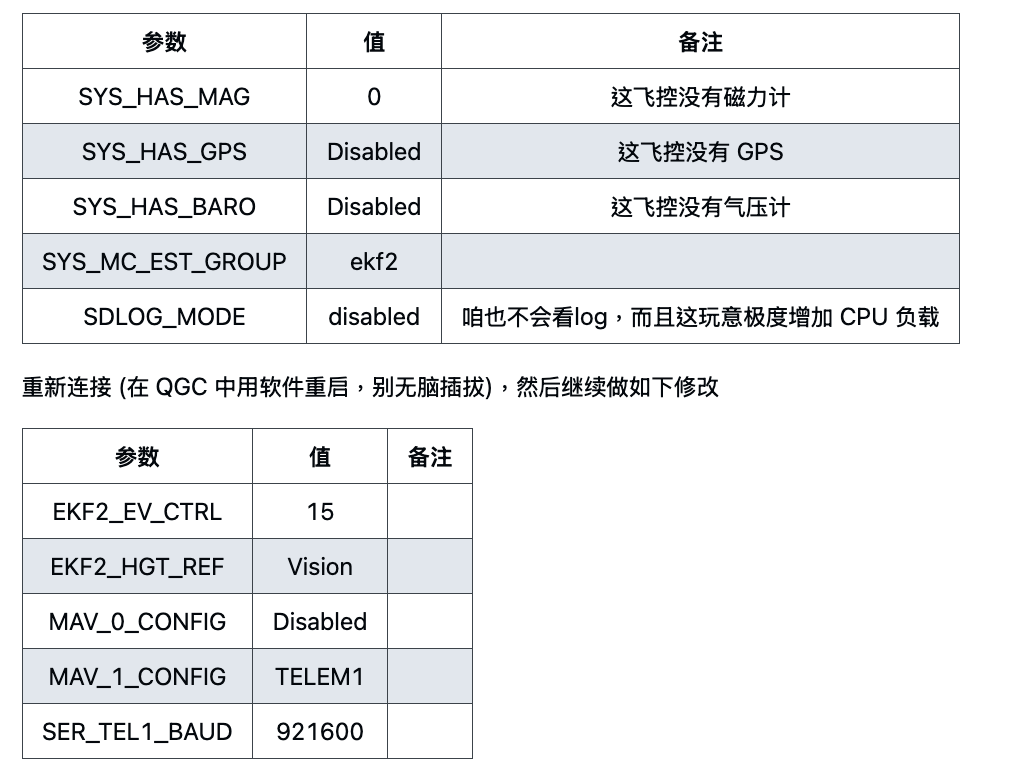 参数 值 备注
SYS_HAS_MAG 0 这飞控没有磁力计
SYS_HAS_GPS Disabled 这飞控没有 GPS
SYS_HAS_BARO Disabled 这飞控没有气压计
SYS_MC_EST_GROUP ekf2
SDLOG_MODE disabled 咱也不会看log，而且这玩意极度增加 CPU 负载
重新连接 (在 QGC 中用软件重启，别无脑插拔)，然后继续做如下修改
参数 值 备注
EKF2_EV_CTRL 15
EKF2_HGT_REF Vision
MAV_0_CONFIG Disabled
MAV_1_CONFIG TELEM1
SER_TEL1_BAUD 921600